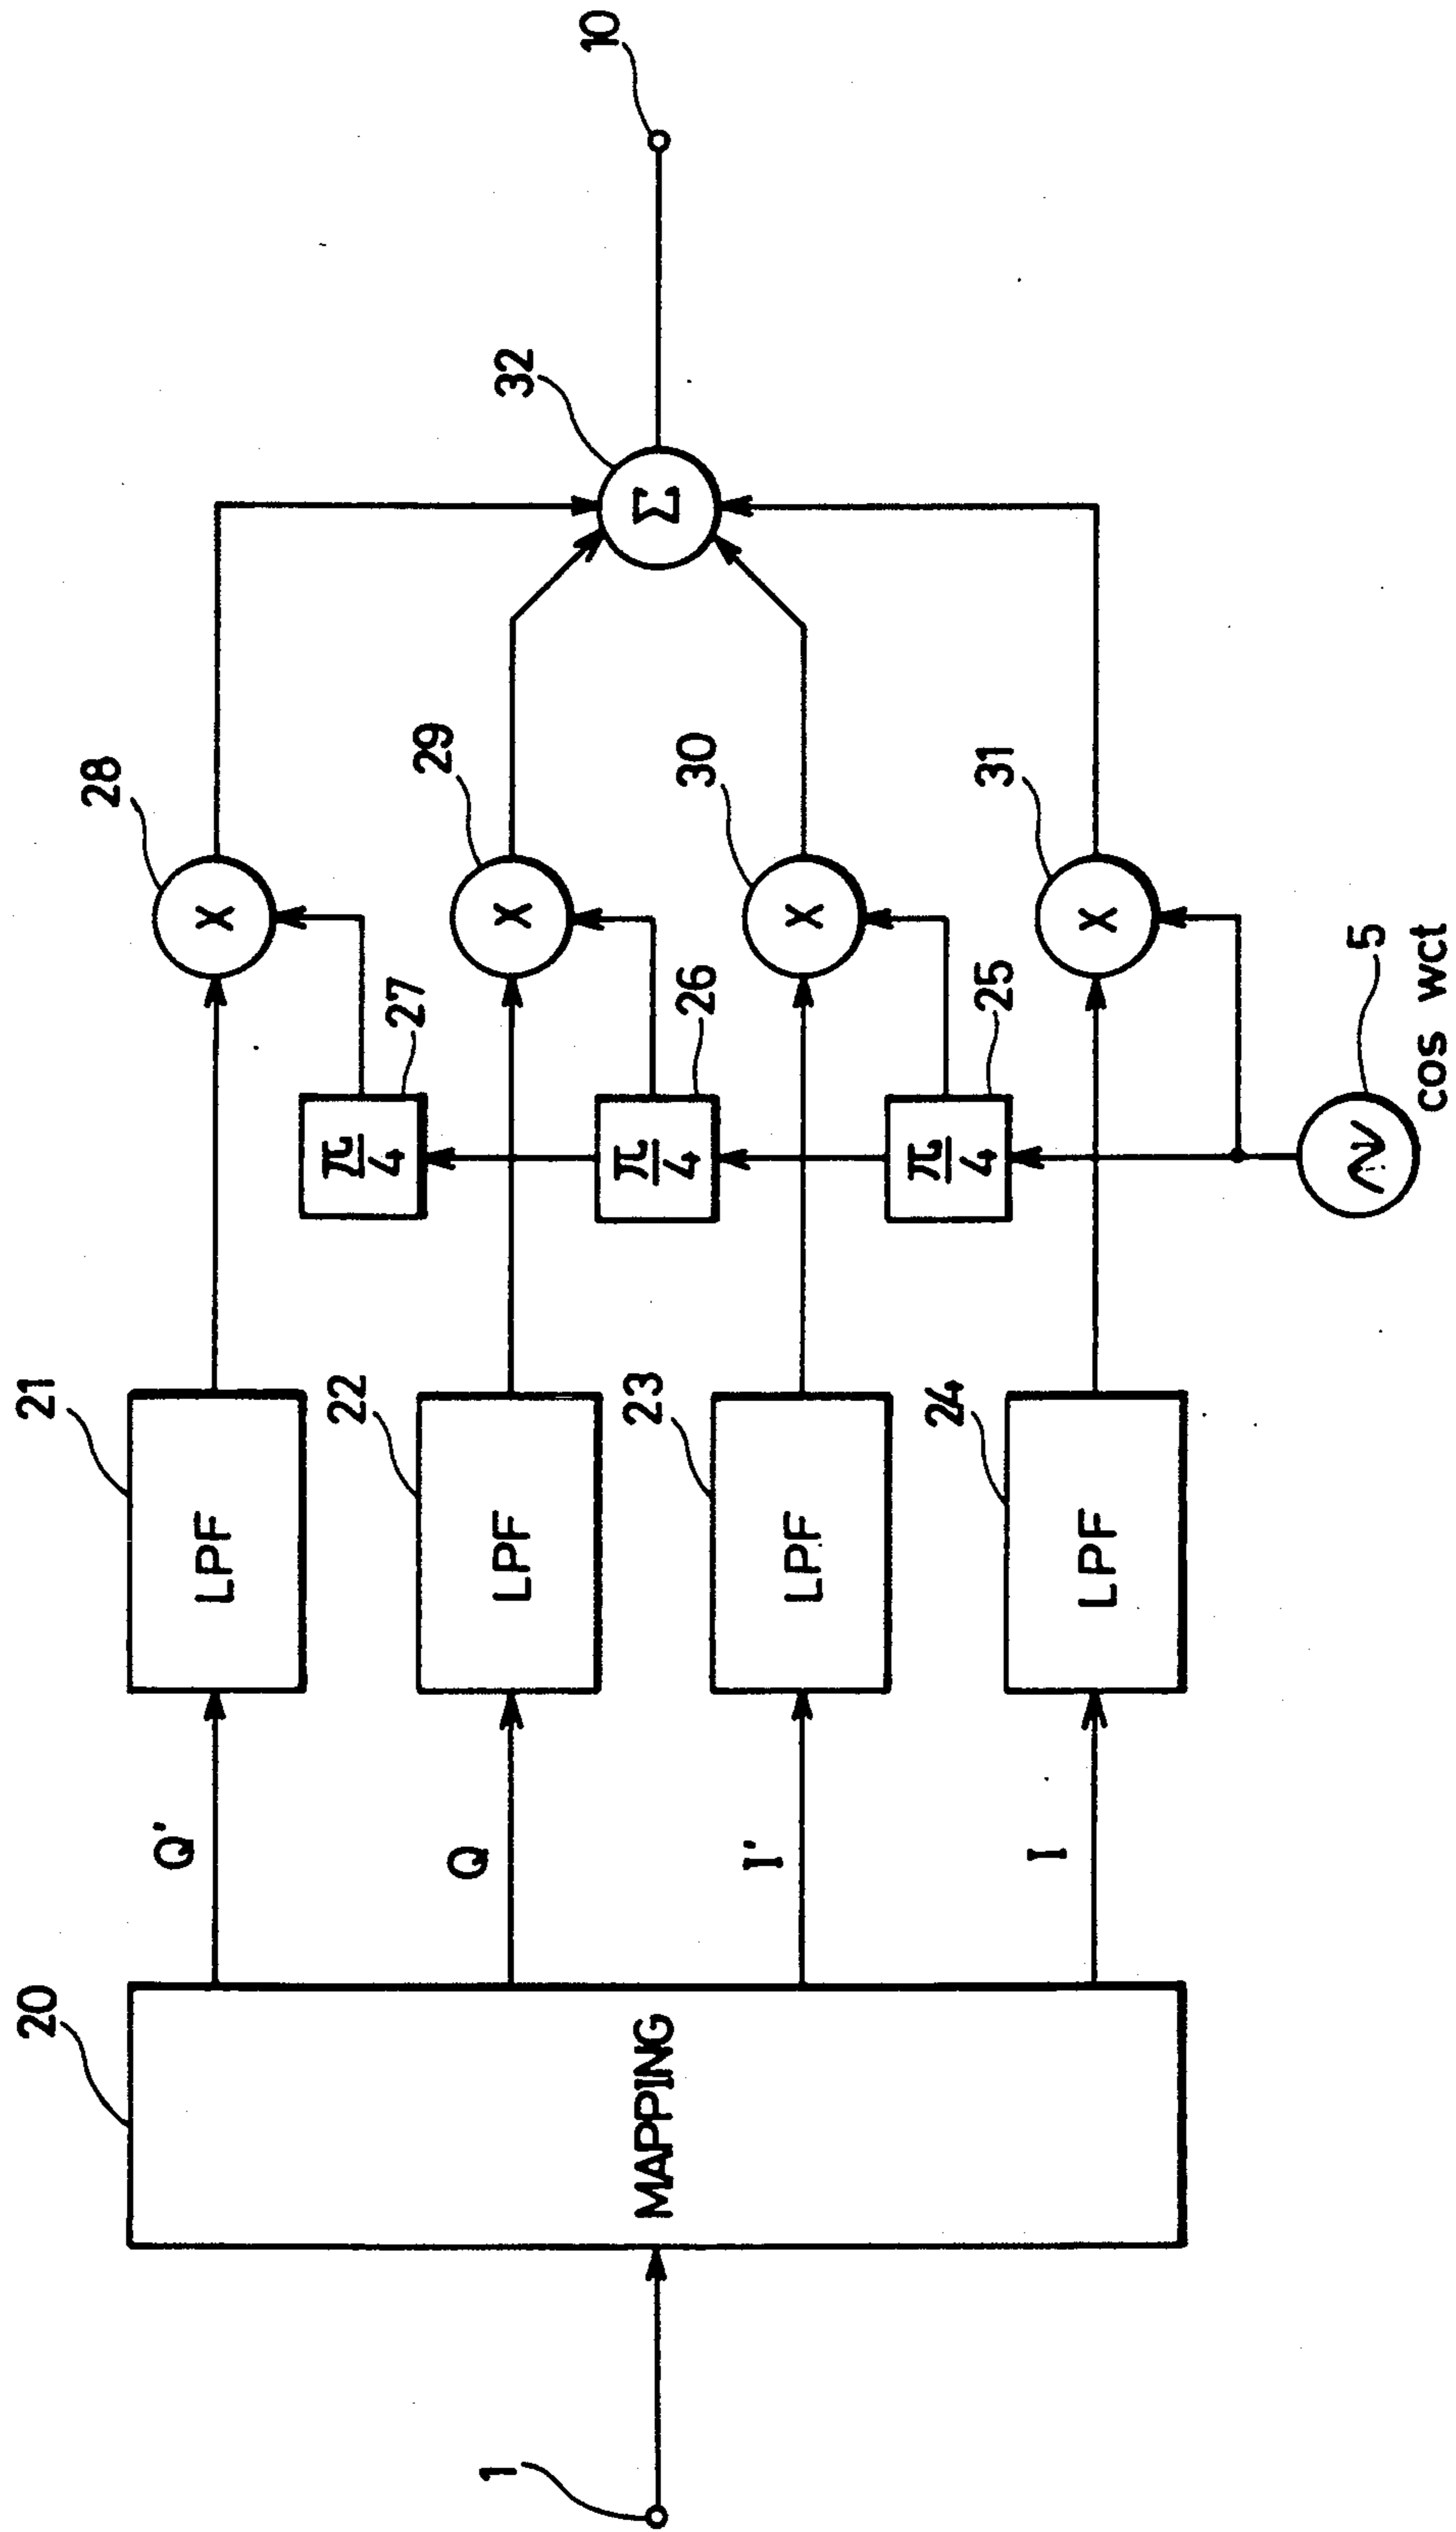 20
21
28
32
10
Q'
LPF
X
27
π/4
22
29
Q
LPF
X
Σ
26
π/4
MAPPING
1
23
30
I'
LPF
X
25
π/4
24
31
I
LPF
X
5
cos wct